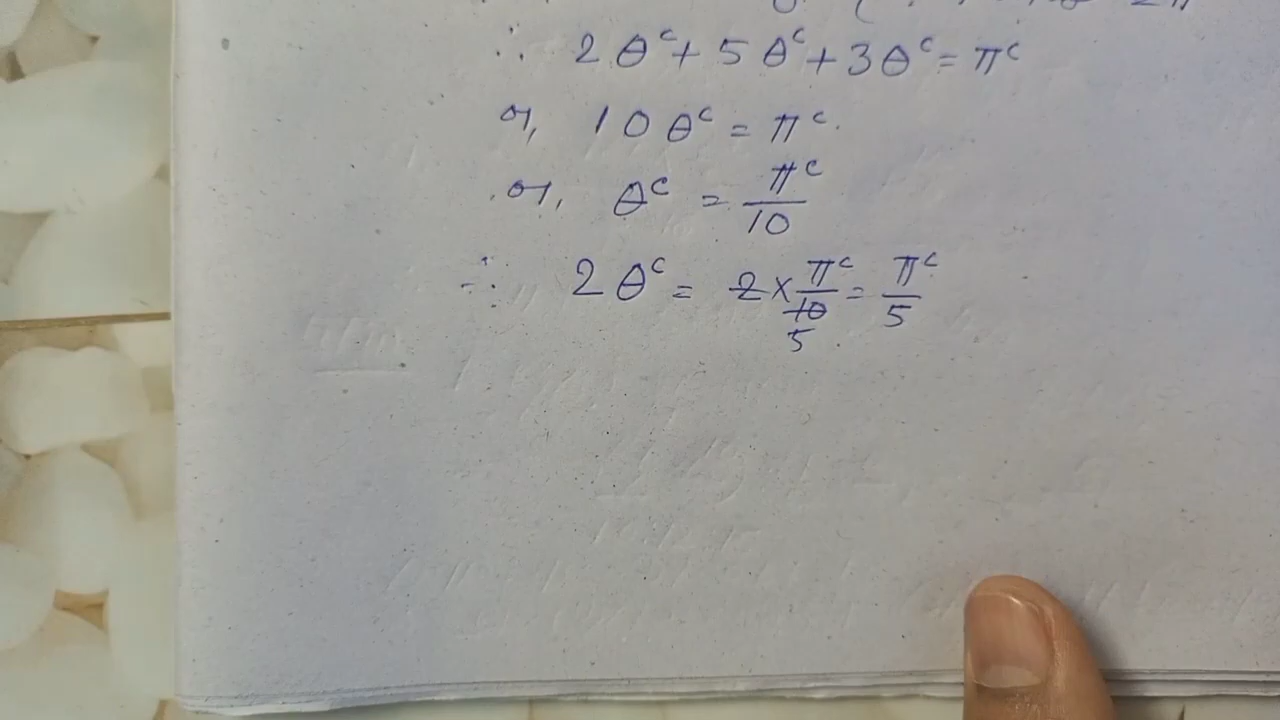 ∴ 2θᶜ + 5θᶜ + 3θᶜ = πᶜ
or, 10θᶜ = πᶜ.
or, θᶜ = πᶜ/10
∴ 2θᶜ = 2 × πᶜ/10 = πᶜ/5
5